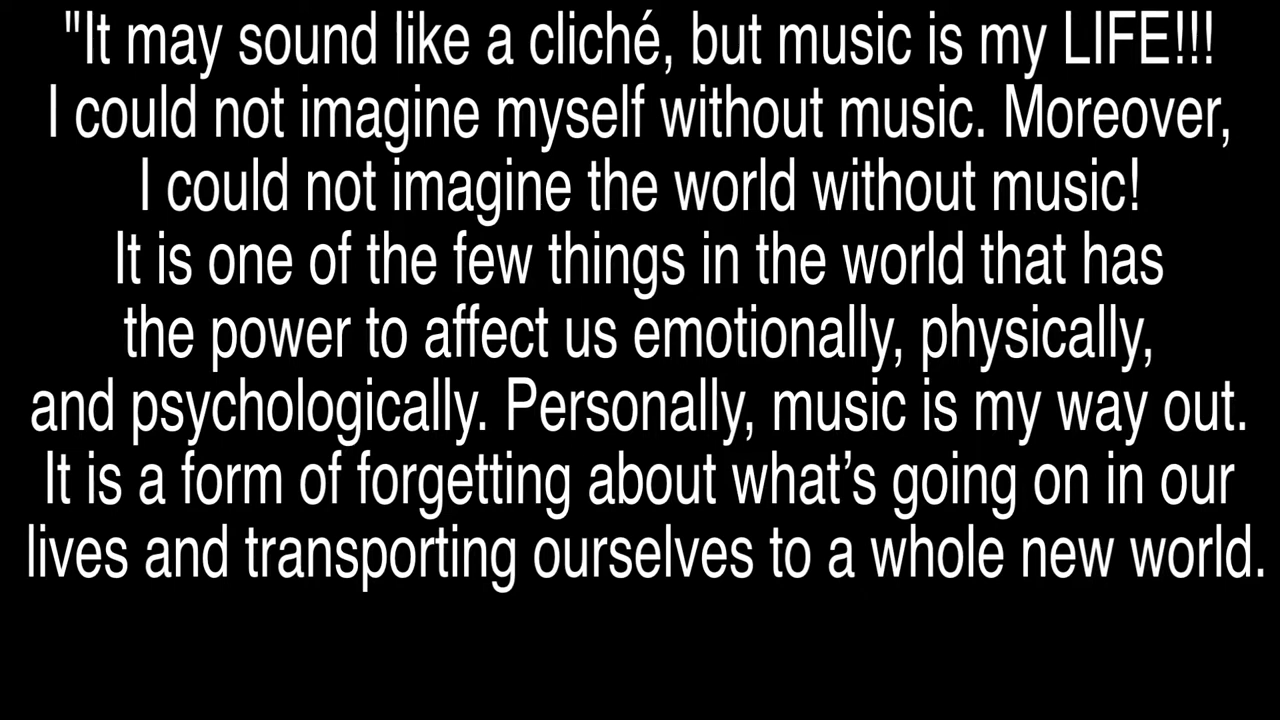 "It may sound like a cliché, but music is my LIFE!!!
I could not imagine myself without music. Moreover,
I could not imagine the world without music!
It is one of the few things in the world that has
the power to affect us emotionally, physically,
and psychologically. Personally, music is my way out.
It is a form of forgetting about what’s going on in our
lives and transporting ourselves to a whole new world.